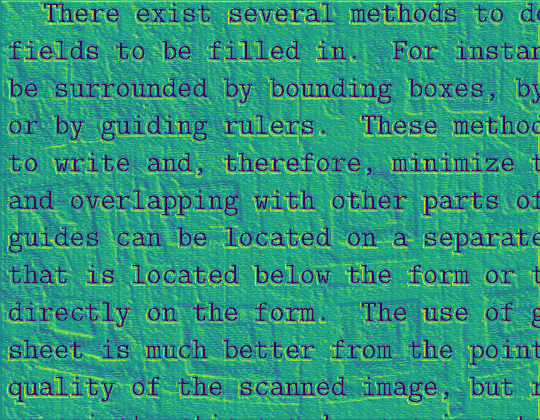 There exist several methods to de
fields to be filled in. For instan
be surrounded by bounding boxes, by
or by guiding rulers. These method
to write and, therefore, minimize t
and overlapping with other parts of
guides can be located on a separate
that is located below the form or t
directly on the form. The use of g
sheet is much better from the point
quality of the scanned image, but r